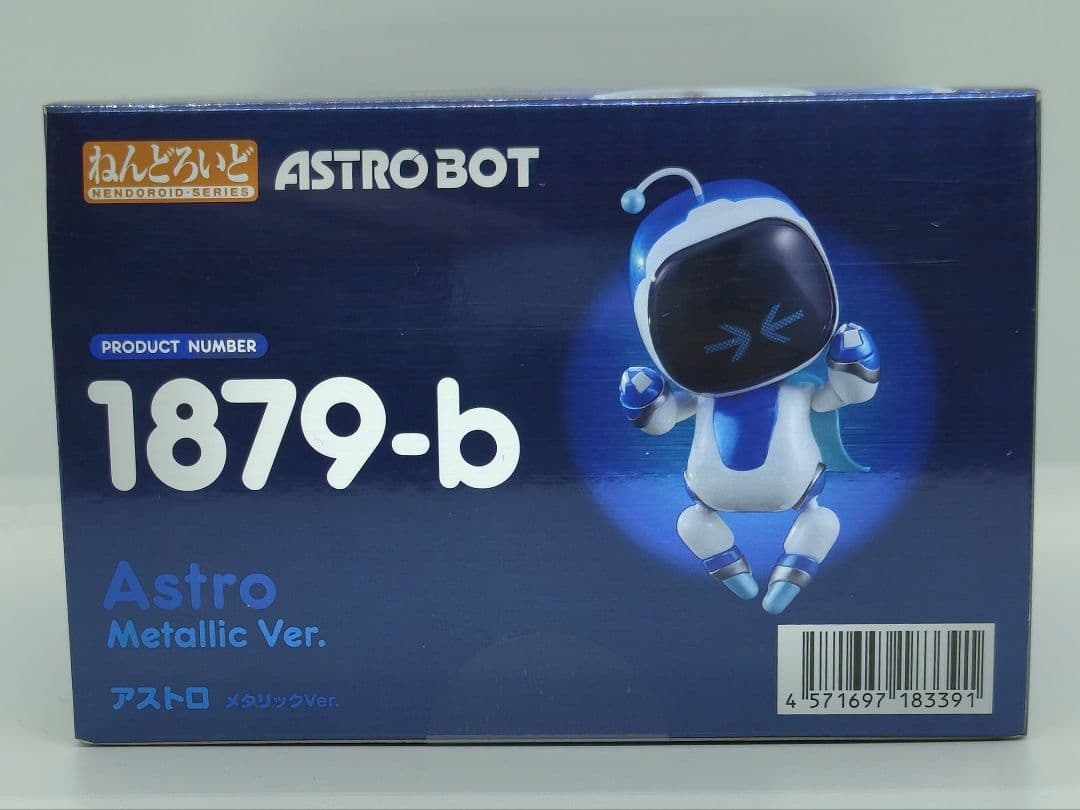 ねんどろいど
NENDOROID·SERIES
ASTRO BOT
PRODUCT NUMBER
1879-b
Astro
Metallic Ver.
アストロ メタリックVer.
4 571697 183391